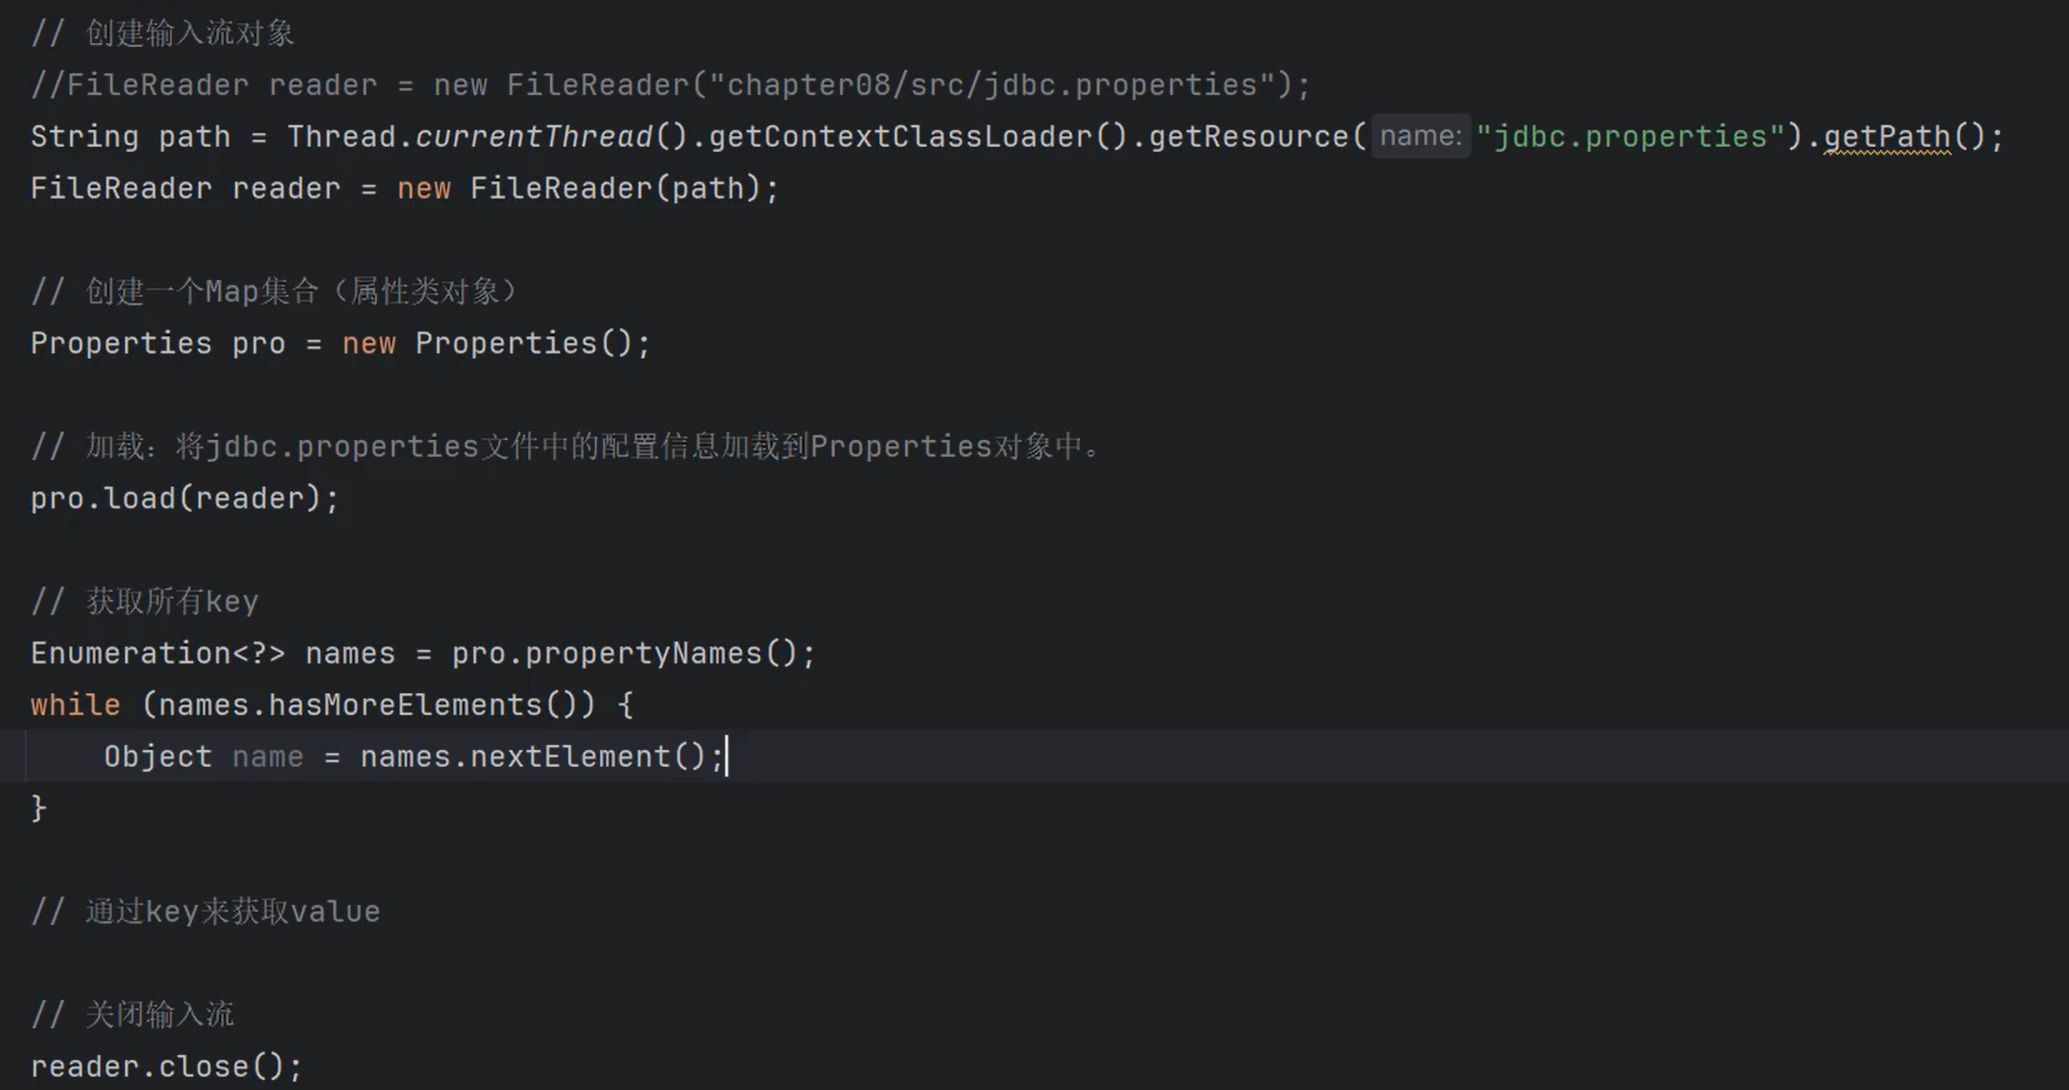 // 创建输入流对象
//FileReader reader = new FileReader("chapter08/src/jdbc.properties");
String path = Thread.currentThread().getContextClassLoader().getResource( name: "jdbc.properties").getPath();
FileReader reader = new FileReader(path);
// 创建一个Map集合（属性类对象）
Properties pro = new Properties();
// 加载：将jdbc.properties文件中的配置信息加载到Properties对象中。
pro.load(reader);
// 获取所有key
Enumeration<?> names = pro.propertyNames();
while (names.hasMoreElements()) {
    Object name = names.nextElement();
}
// 通过key来获取value
// 关闭输入流
reader.close();